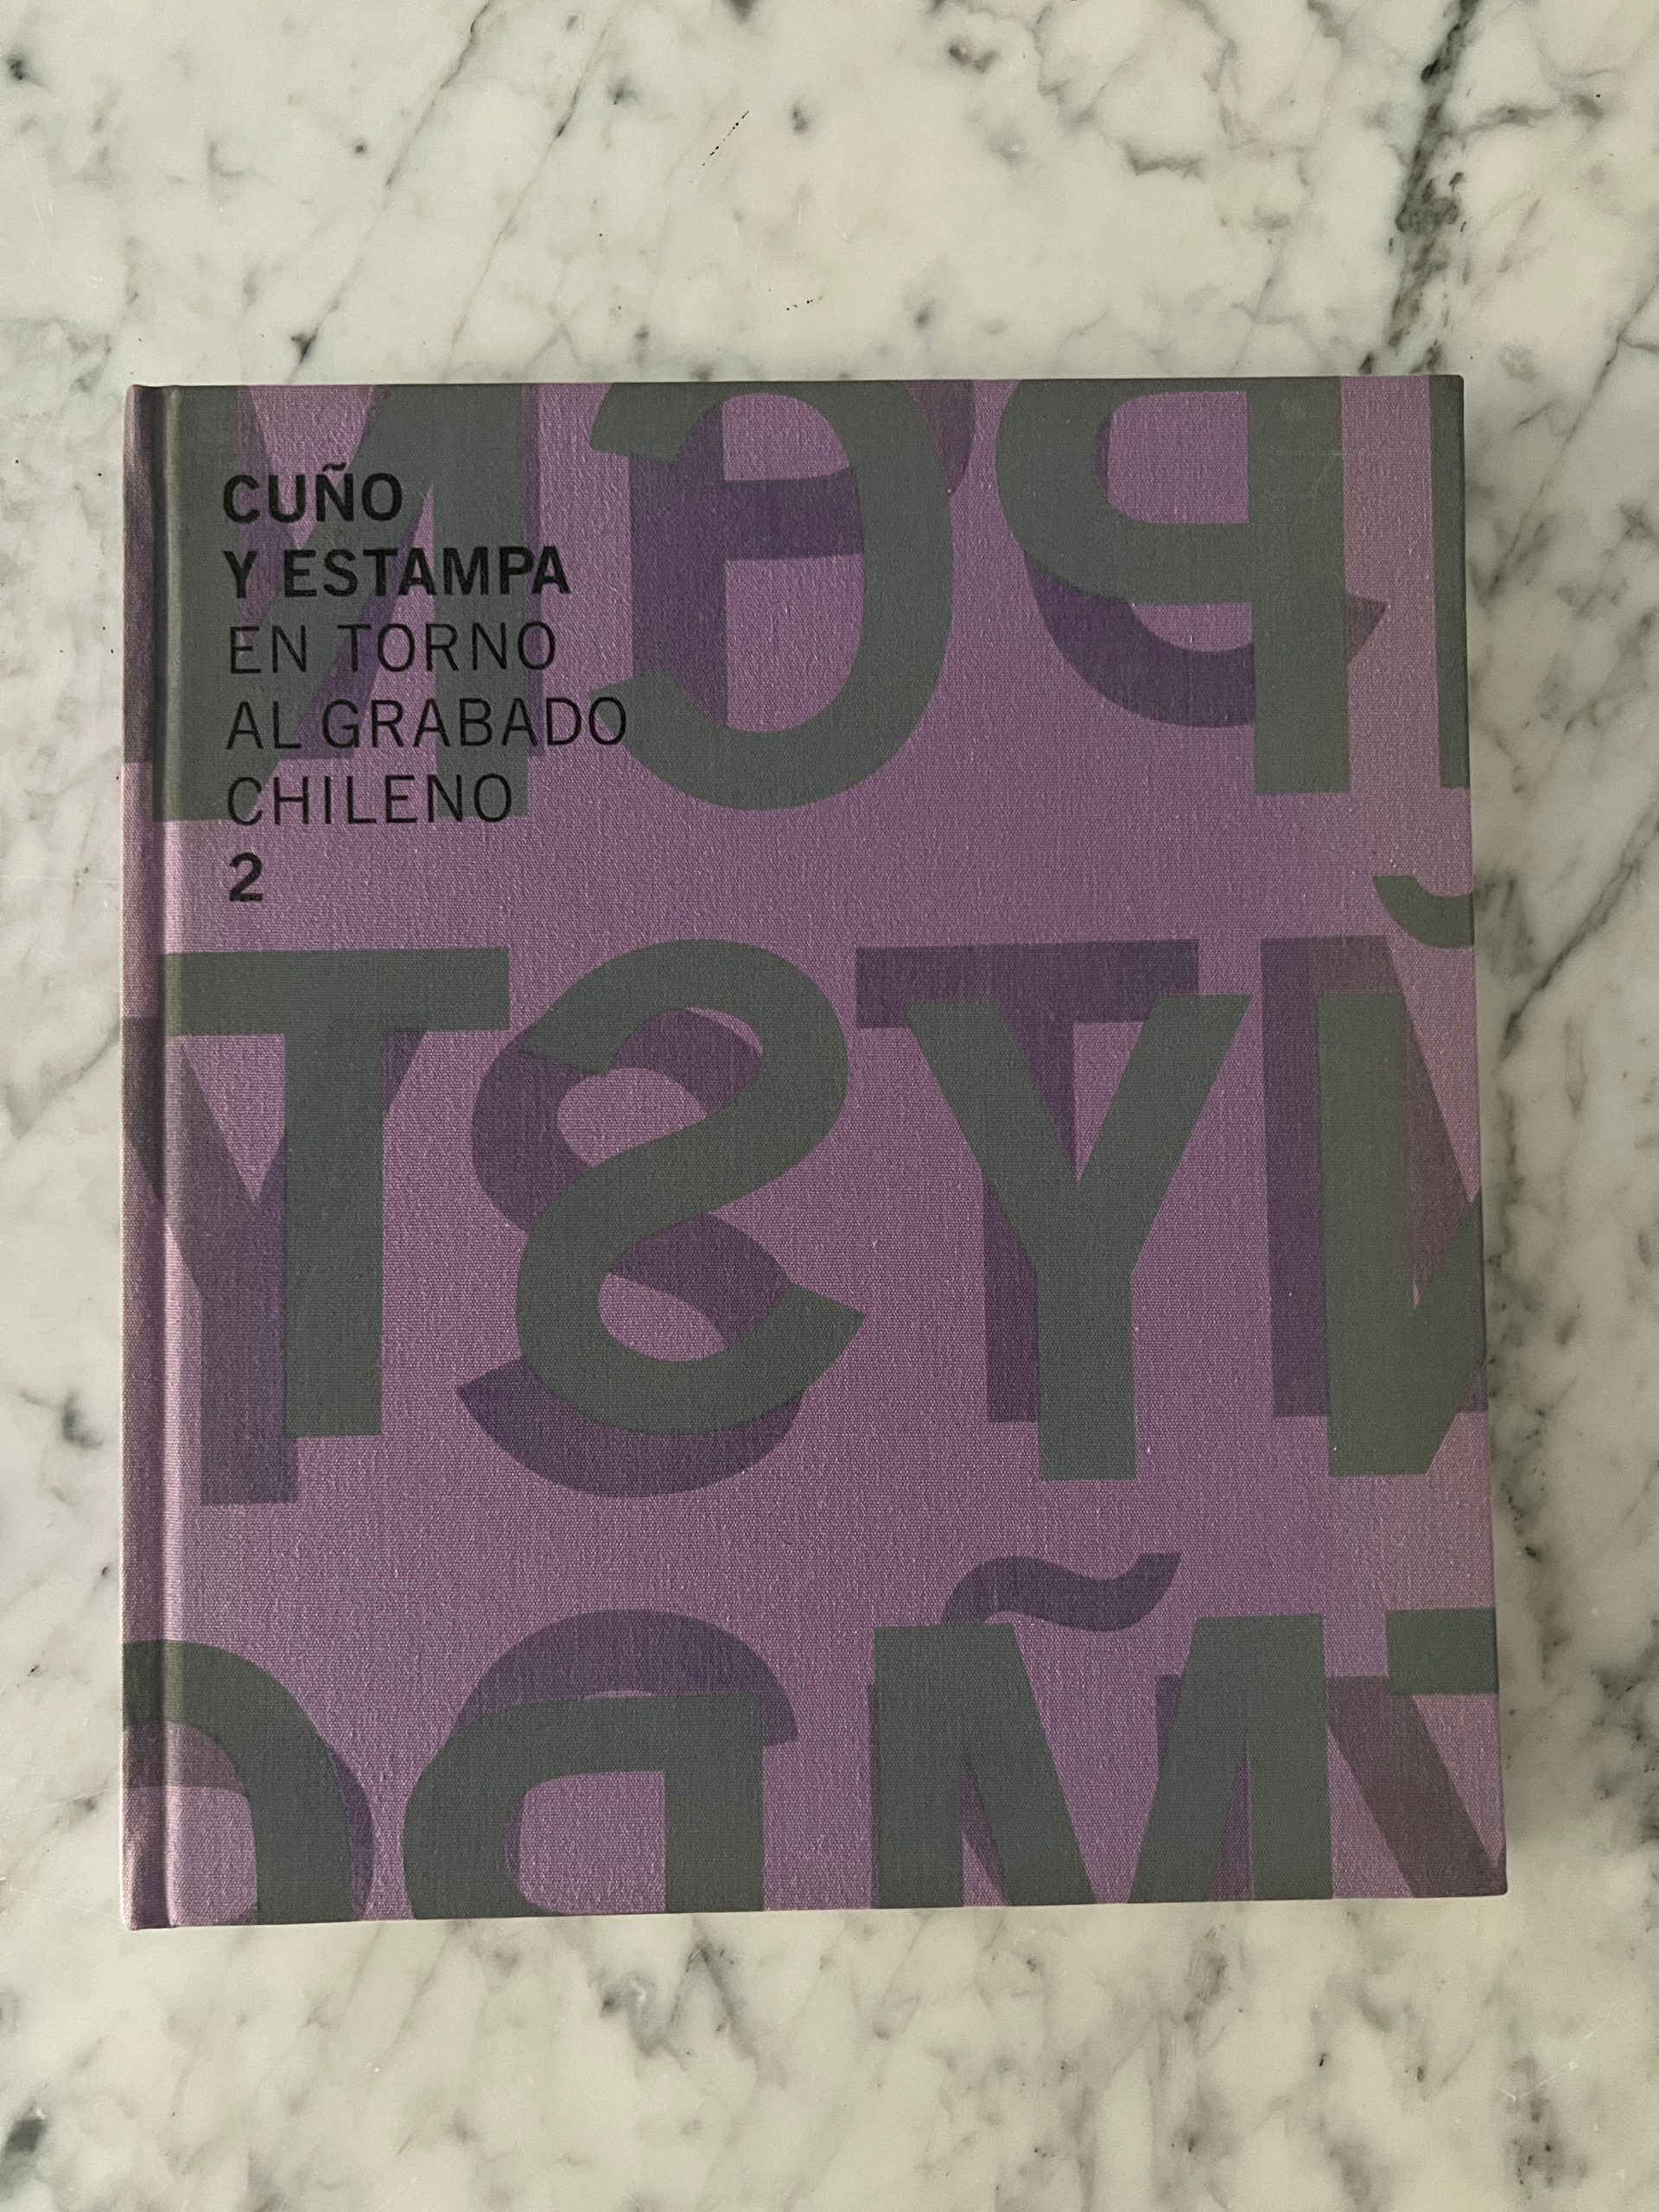 CUÑO
Y ESTAMPA
EN TORNO
AL GRABADO
CHILENO
2